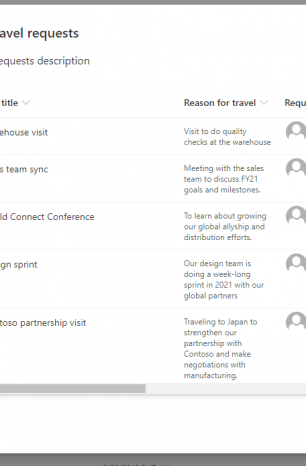 avel requests
equests description
title
Reason for travel
Requ
ehouse visit
Visit to do quality
checks at the warehouse
s team sync
Meeting with the sales
team to discuss FY21
goals and milestones.
ld Connect Conference
To learn about growing
our global allyship and
distribution efforts.
gn sprint
Our design team is
doing a week-long
sprint in 2021 with our
global partners
toso partnership visit
Traveling to Japan to
strengthen our
partnership with
Contoso and make
negotiations with
manufacturing.